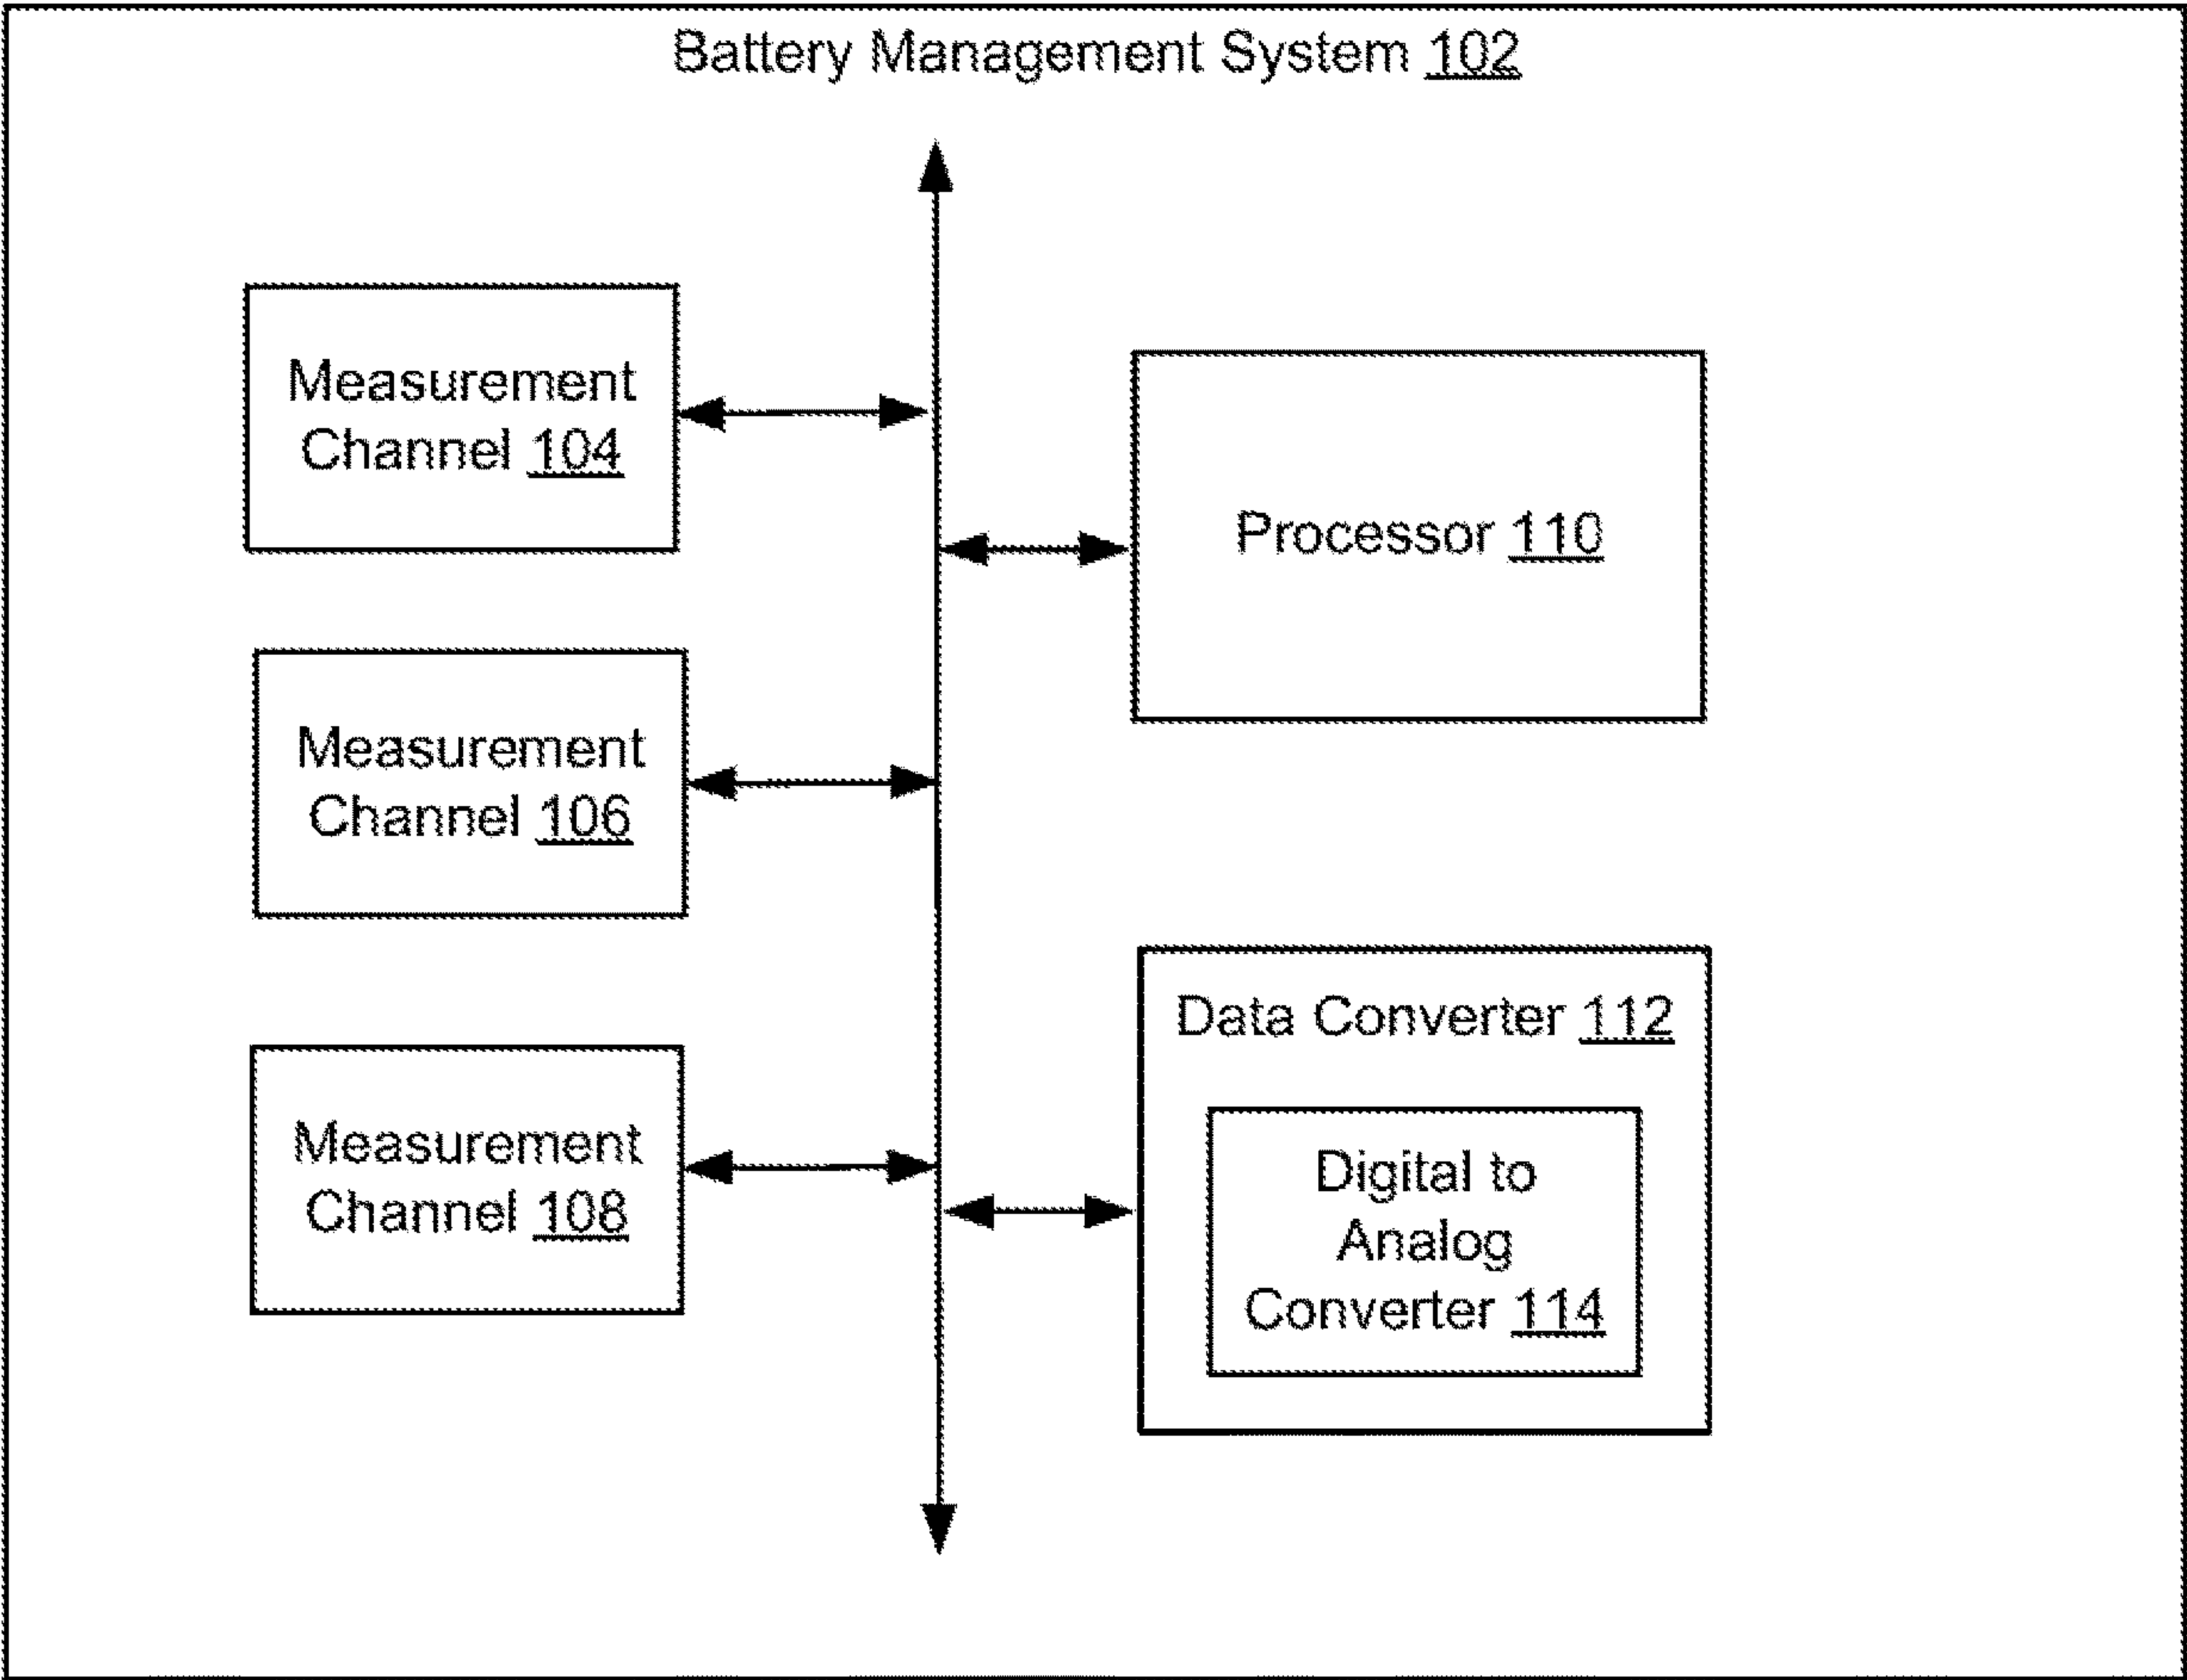 Battery Management System 102
Measurement
Channel 104
Processor 110
Measurement
Channel 106
Data Converter 112
Measurement
Channel 108
Digital to
Analog
Converter 114